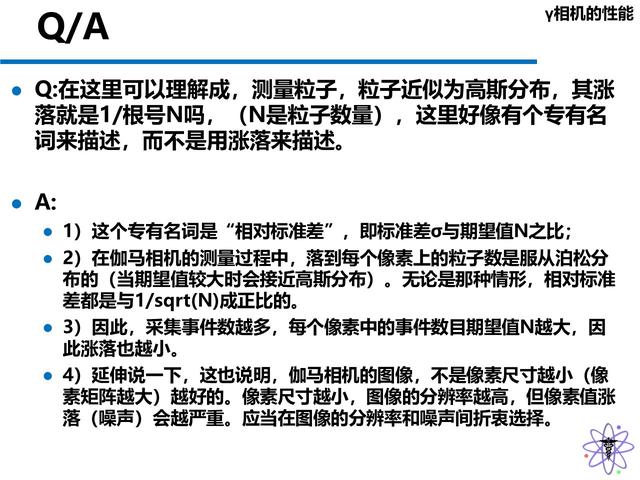 γ相机的性能
Q/A
Q:在这里可以理解成，测量粒子，粒子近似为高斯分布，其涨
落就是1/根号N吗，（N是粒子数量），这里好像有个专有名
词来描述，而不是用涨落来描述。
A:
1）这个专有名词是“相对标准差”，即标准差σ与期望值N之比；
2）在伽马相机的测量过程中，落到每个像素上的粒子数是服从泊松分
布的（当期望值较大时会接近高斯分布）。无论是那种情形，相对标准
差都是与1/sqrt(N)成正比的。
3）因此，采集事件数越多，每个像素中的事件数目期望值N越大，因
此涨落也越小。
4）延伸说一下，这也说明，伽马相机的图像，不是像素尺寸越小（像
素矩阵越大）越好的。像素尺寸越小，图像的分辨率越高，但像素值涨
落（噪声）会越严重。应当在图像的分辨率和噪声间折衷选择。